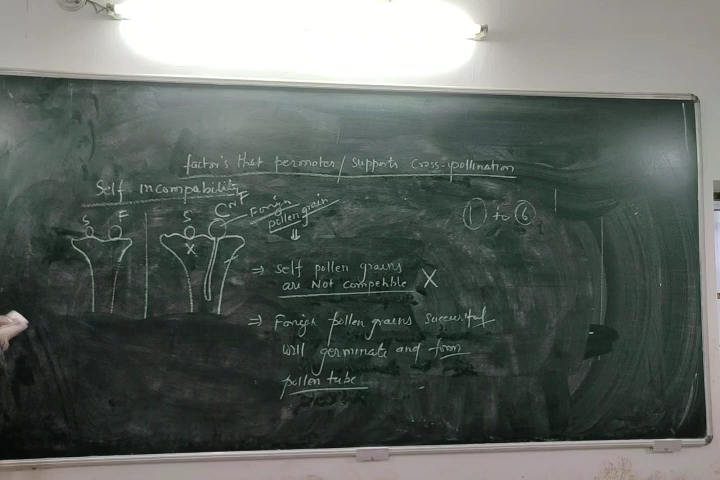 factor's that permotes/supports cross-pollination
Self incompability
S F
S F
Forign
pollen grain
① to ⑥
⇒ self pollen grains
are Not compatible X
X
⇒ Forign pollen grains successful
will germinate and form
pollen tube